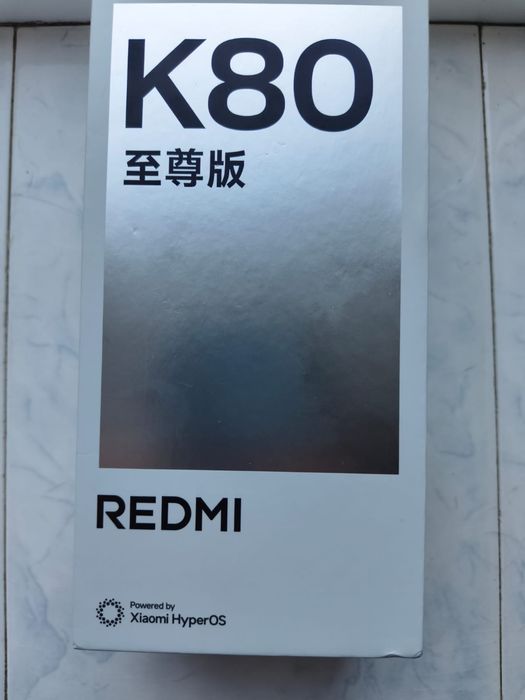 K80
至尊版
REDMI
Powered by
Xiaomi HyperOS